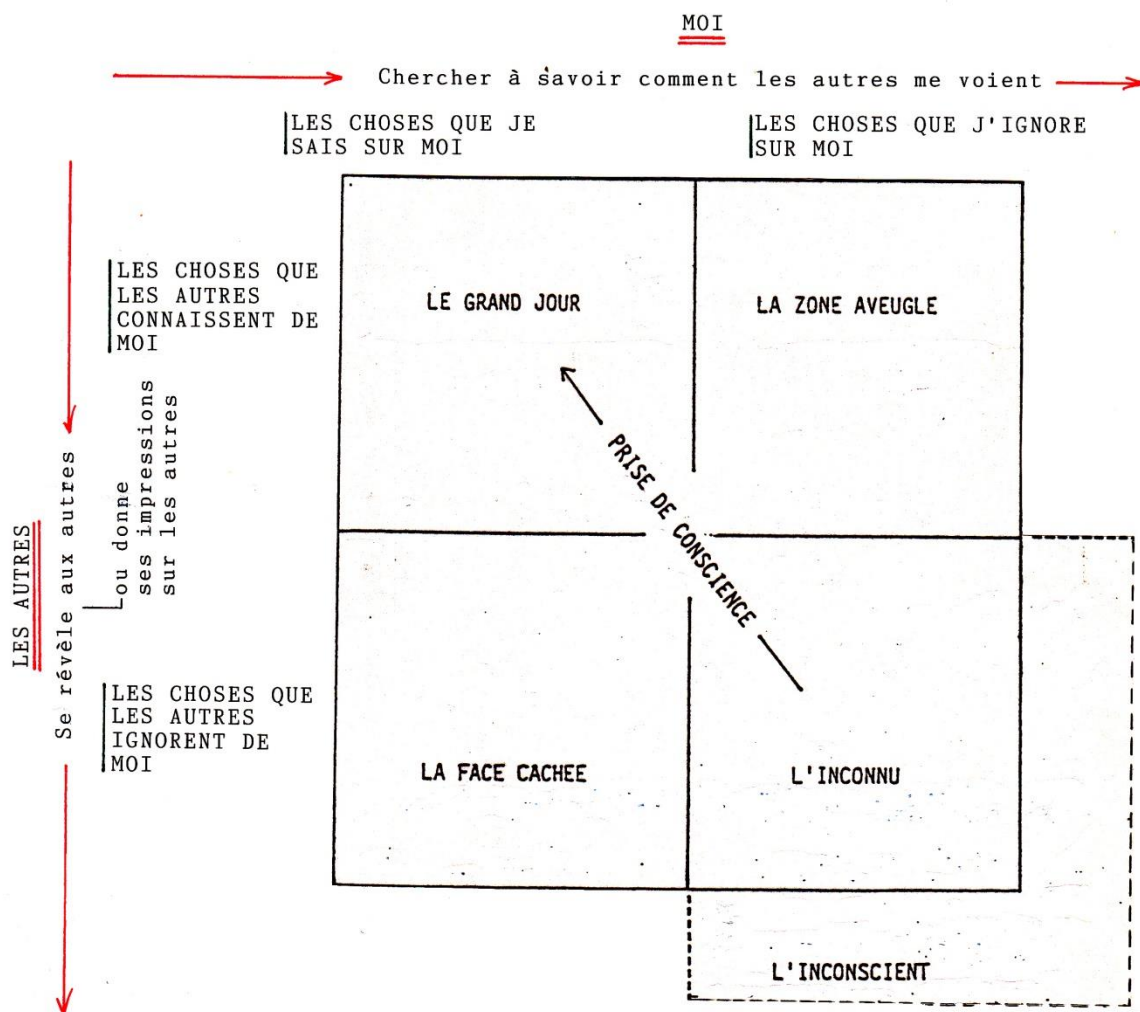 MOI
Chercher à savoir comment les autres me voient
LES CHOSES QUE JE
SAIS SUR MOI
LES CHOSES QUE J'IGNORE
SUR MOI
LES CHOSES QUE
LES AUTRES
CONNAISSENT DE
MOI
LE GRAND JOUR
LA ZONE AVEUGLE
LES AUTRES
Se révèle aux autres
ou donne
ses impressions
sur les autres
PRISE DE CONSCIENCE
LES CHOSES QUE
LES AUTRES
IGNORENT DE
MOI
LA FACE CACHEE
L'INCONNU
L'INCONSCIENT